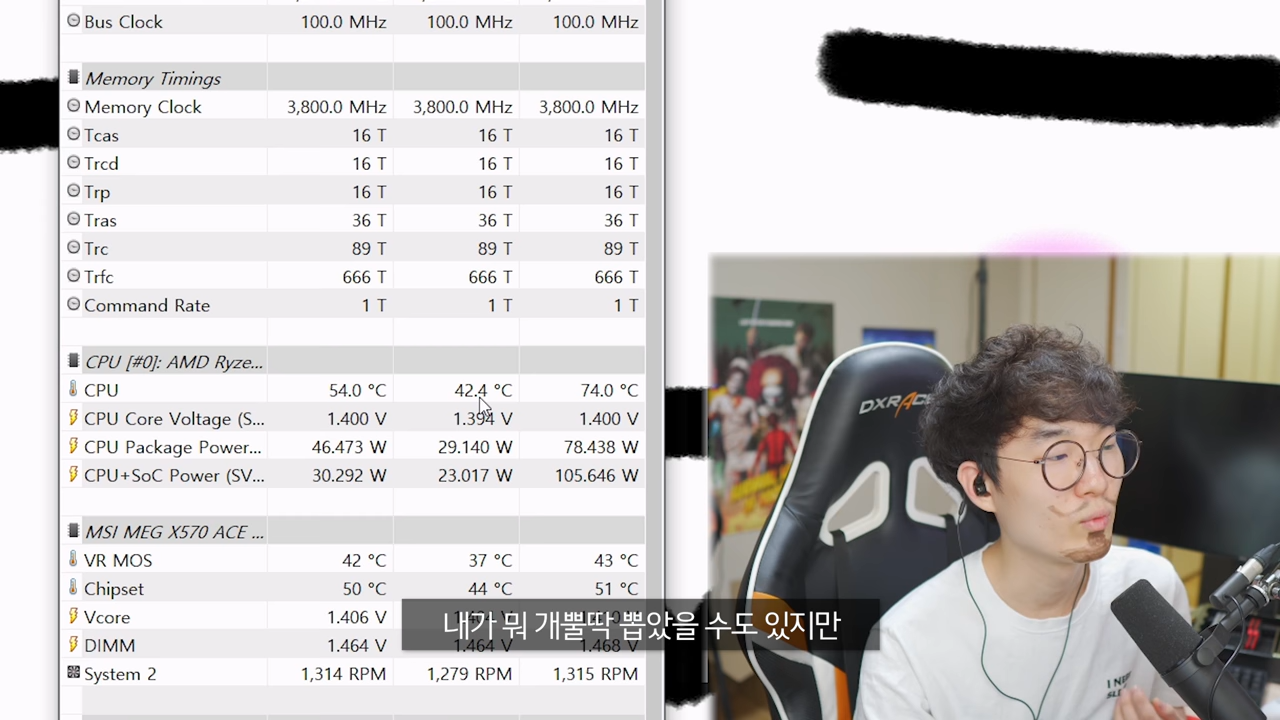 Bus Clock 100.0 MHz 100.0 MHz 100.0 MHz
Memory Timings
Memory Clock 3,800.0 MHz 3,800.0 MHz 3,800.0 MHz
Tcas 16 T 16 T 16 T
Trcd 16 T 16 T 16 T
Trp 16 T 16 T 16 T
Tras 36 T 36 T 36 T
Trc 89 T 89 T 89 T
Trfc 666 T 666 T 666 T
Command Rate 1 T 1 T 1 T
CPU [#0]: AMD Ryze...
CPU 54.0 °C 42.4 °C 74.0 °C
CPU Core Voltage (S... 1.400 V 1.394 V 1.400 V
CPU Package Power... 46.473 W 29.140 W 78.438 W
CPU+SoC Power (SV... 30.292 W 23.017 W 105.646 W
MSI MEG X570 ACE ...
VR MOS 42 °C 37 °C 43 °C
Chipset 50 °C 44 °C 51 °C
Vcore 1.406 V
DIMM 1.464 V 1.464 V 1.468 V
System 2 1,314 RPM 1,279 RPM 1,315 RPM
DXRACE
I NE
내가 뭐 개뿔딱 뽑았을 수도 있지만